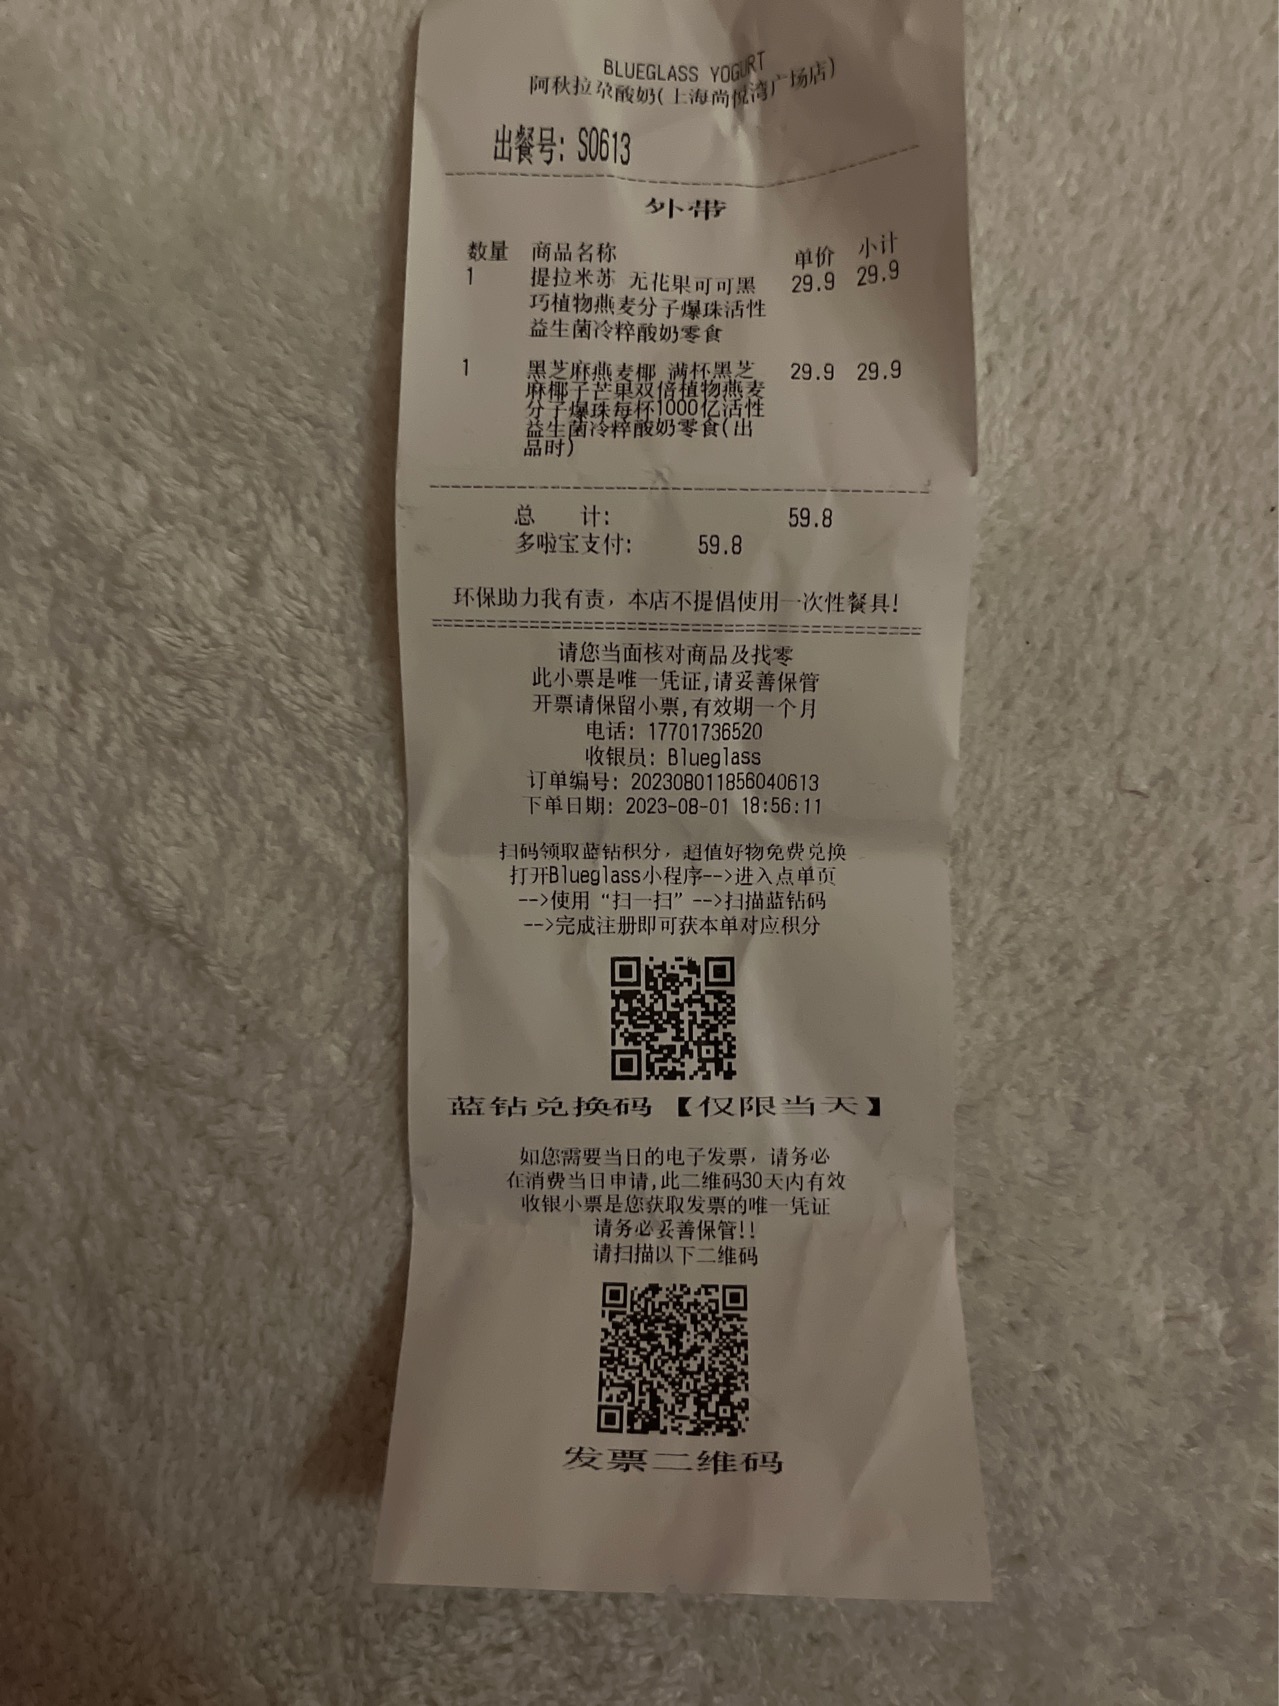 BLUEGLASS YOGURT
阿秋拉尕酸奶(上海尚悦湾广场店)
出餐号: S0613
外带
数量 商品名称 单价 小计
1 提拉米苏 无花果可可黑 29.9 29.9
巧植物燕麦分子爆珠活性
益生菌冷粹酸奶零食
1 黑芝麻燕麦椰 满杯黑芝 29.9 29.9
麻椰子芒果双倍植物燕麦
分子爆珠每杯1000亿活性
益生菌冷粹酸奶零食(出
品时)
总 计: 59.8
多啦宝支付: 59.8
环保助力我有责，本店不提倡使用一次性餐具!
请您当面核对商品及找零
此小票是唯一凭证,请妥善保管
开票请保留小票,有效期一个月
电话: 17701736520
收银员: Blueglass
订单编号: 202308011856040613
下单日期: 2023-08-01 18:56:11
扫码领取蓝钻积分，超值好物免费兑换
打开Blueglass小程序-->进入点单页
-->使用“扫一扫”-->扫描蓝钻码
-->完成注册即可获本单对应积分
蓝钻兑换码【仅限当天】
如您需要当日的电子发票，请务必
在消费当日申请,此二维码30天内有效
收银小票是您获取发票的唯一凭证
请务必妥善保管!!
请扫描以下二维码
发票二维码